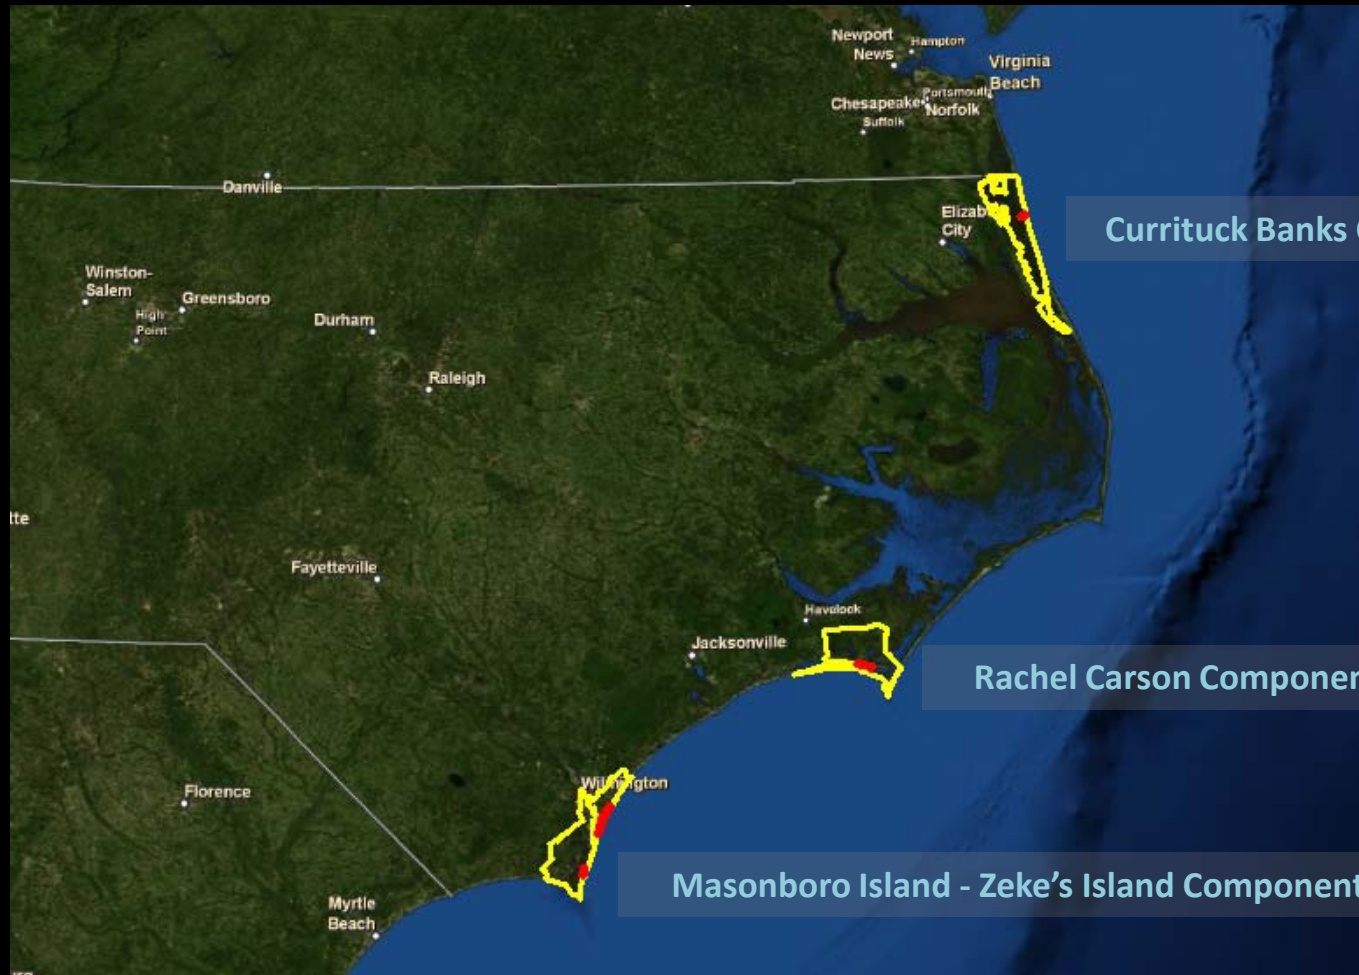 Newport
News
Hampton
Virginia
Beach
Portsmouth
Chesapeake
Norfolk
Suffolk
Danville
Elizab
City
Currituck Banks
Winston-
Salem
Greensboro
High
Point
Durham
Raleigh
tte
Fayetteville
Havelock
Jacksonville
Rachel Carson Componen
Wilmington
Florence
Masonboro Island - Zeke's Island Component
Myrtle
Beach